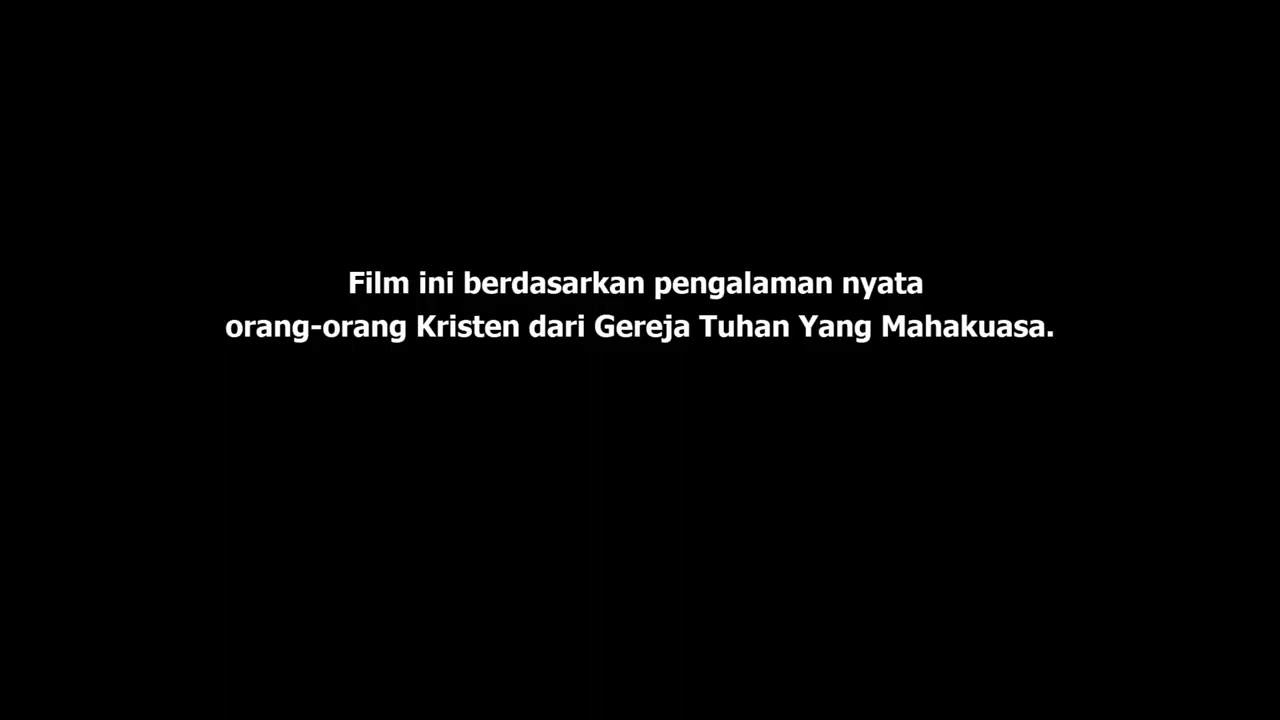 Film ini berdasarkan pengalaman nyata
orang-orang Kristen dari Gereja Tuhan Yang Mahakuasa.